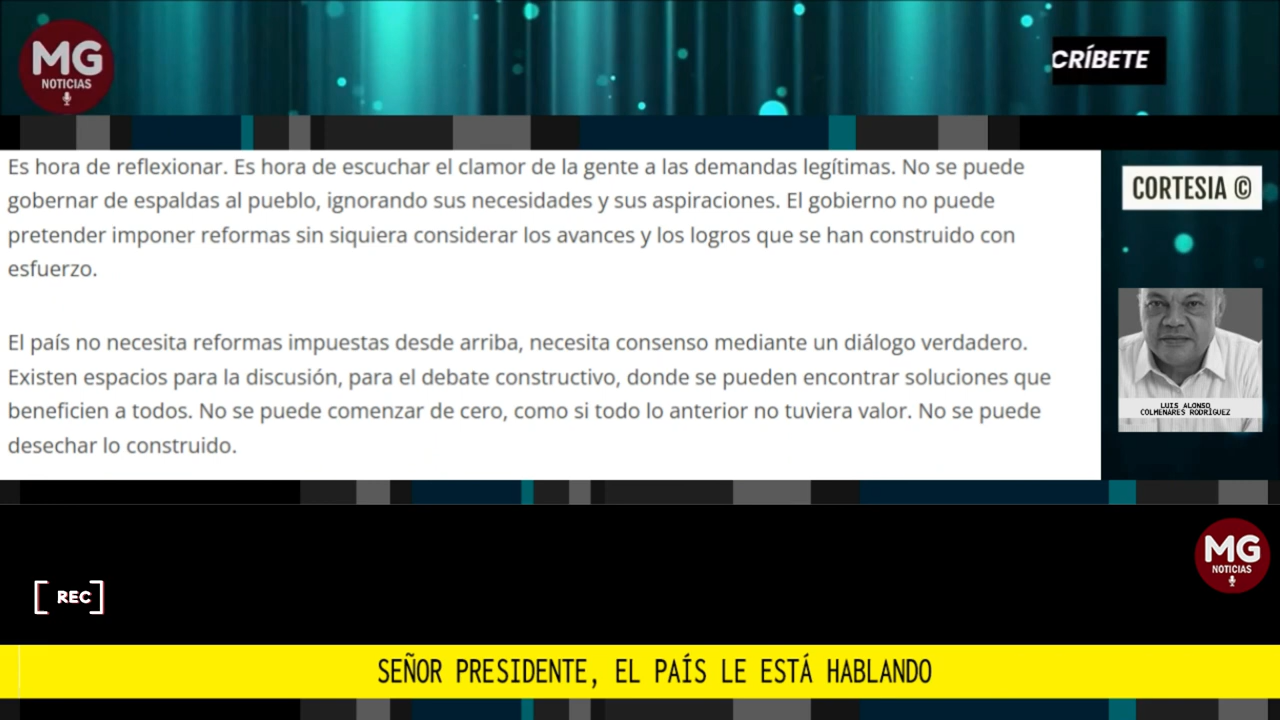 MG
NOTICIAS
CRÍBETE
Es hora de reflexionar. Es hora de escuchar el clamor de la gente a las demandas legítimas. No se puede
gobernar de espaldas al pueblo, ignorando sus necesidades y sus aspiraciones. El gobierno no puede
pretender imponer reformas sin siquiera considerar los avances y los logros que se han construido con
esfuerzo.
El país no necesita reformas impuestas desde arriba, necesita consenso mediante un diálogo verdadero.
Existen espacios para la discusión, para el debate constructivo, donde se pueden encontrar soluciones que
beneficien a todos. No se puede comenzar de cero, como si todo lo anterior no tuviera valor. No se puede
desechar lo construido.
CORTESIA ©
LUIS ALONSO
COLMENARES RODRÍGUEZ
MG
NOTICIAS
REC
SEÑOR PRESIDENTE, EL PAÍS LE ESTÁ HABLANDO